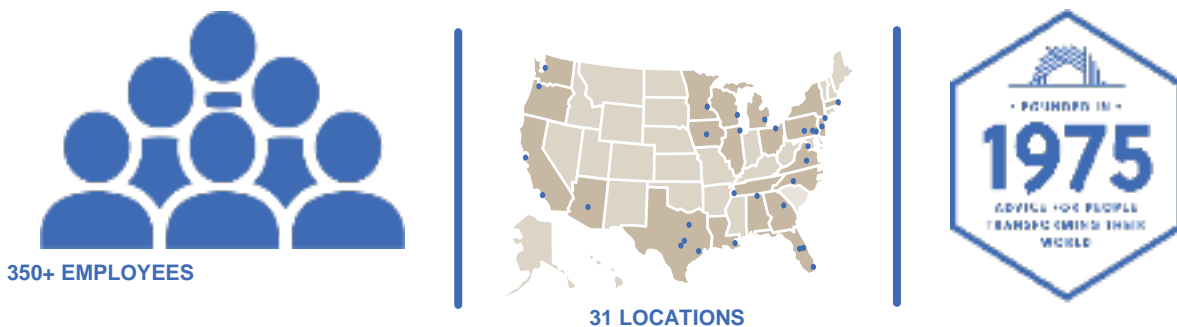 350+ EMPLOYEES
31 LOCATIONS
• FOUNDED IN •
1975
ADVICE FOR PEOPLE
TRANSFORMING THEIR
WORLD